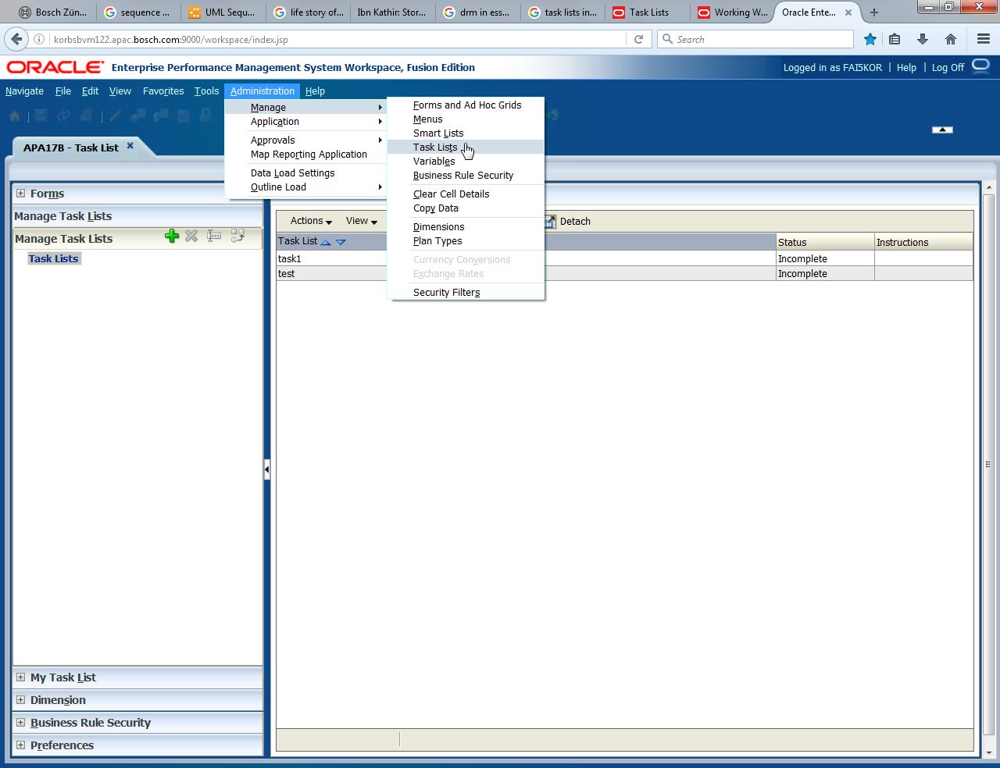 Bosch Zün...
sequence ...
UML Sequ...
life story of...
Ibn Kathir: Stor...
drm in ess...
task lists in...
Task Lists
Working W...
Oracle Ente...
korbsbvm122.apac.bosch.com:9000/workspace/index.jsp
Search
ORACLE Enterprise Performance Management System Workspace, Fusion Edition
Logged in as FAI5KOR | Help | Log Off
Navigate File Edit View Favorites Tools Administration Help
Manage
Application
Approvals
Map Reporting Application
Data Load Settings
Outline Load
Forms and Ad Hoc Grids
Menus
Smart Lists
Task Lists
Variables
Business Rule Security
Clear Cell Details
Copy Data
Dimensions
Plan Types
Currency Conversions
Exchange Rates
Security Filters
APA17B - Task List
Forms
Manage Task Lists
Manage Task Lists
Task Lists
My Task List
Dimension
Business Rule Security
Preferences
Actions View Detach
Task List Status Instructions
task1 Incomplete
test Incomplete